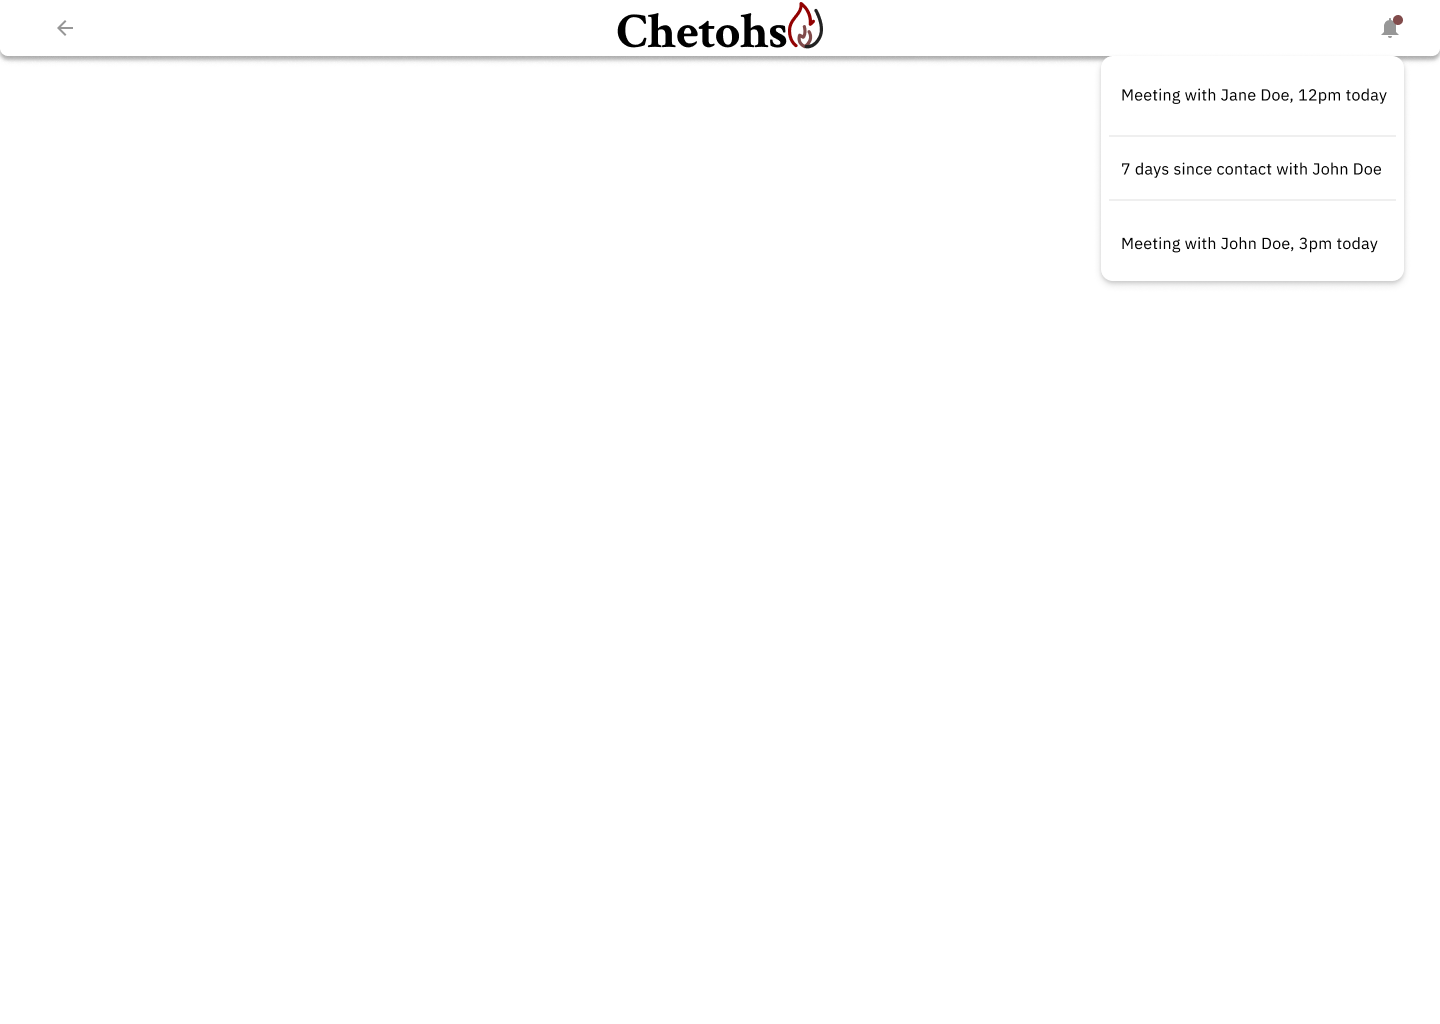 Chetohs
Meeting with Jane Doe, 12pm today
7 days since contact with John Doe
Meeting with John Doe, 3pm today